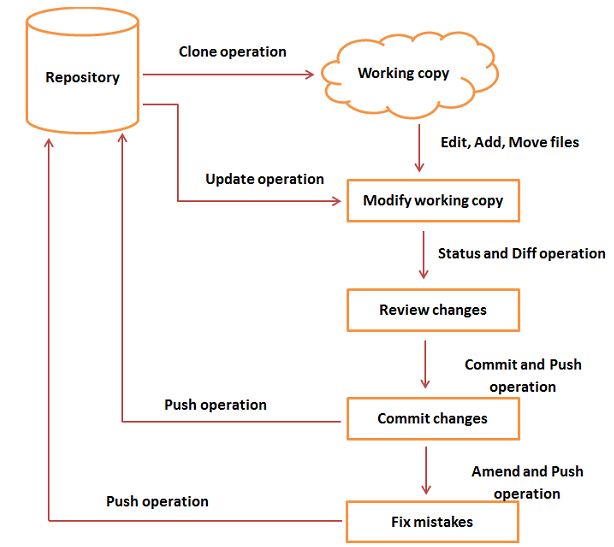 Clone operation
Repository
Working copy
Edit, Add, Move files
Update operation
Modify working copy
Status and Diff operation
Review changes
Commit and Push
operation
Push operation
Commit changes
Amend and Push
operation
Push operation
Fix mistakes